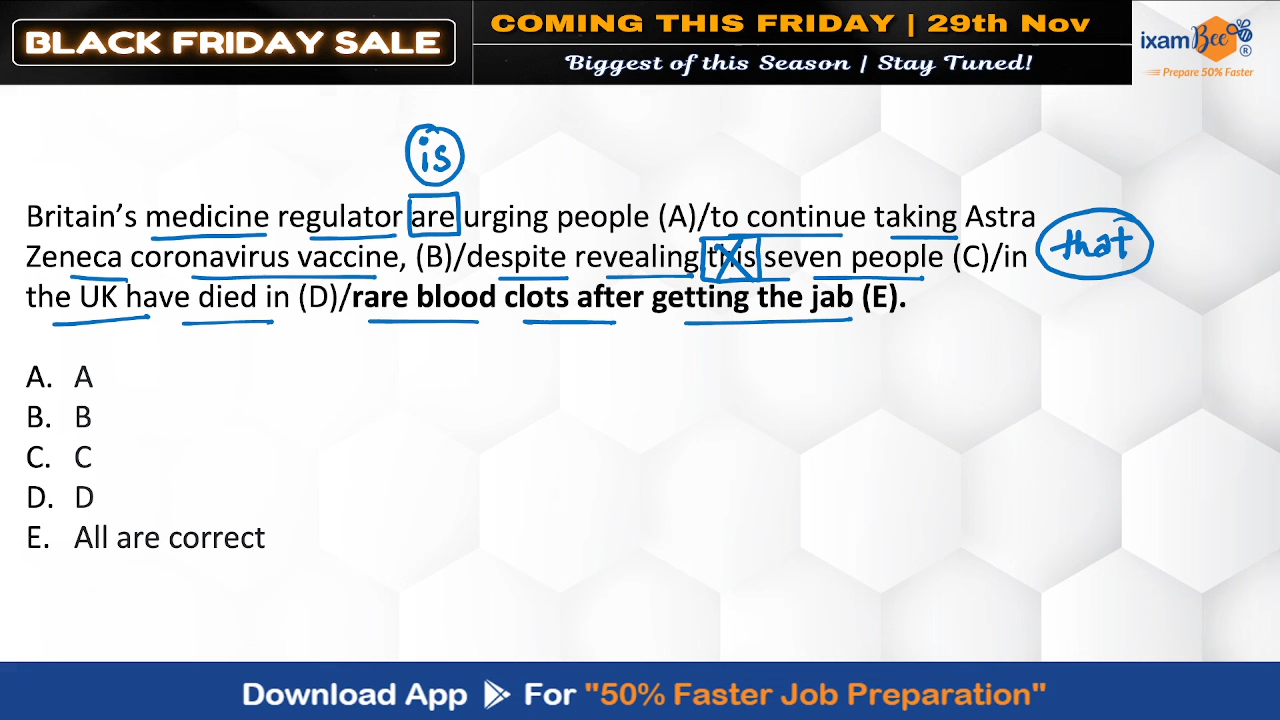 BLACK FRIDAY SALE
COMING THIS FRIDAY | 29th Nov
Biggest of this Season | Stay Tuned!
ixamBee®
Prepare 50% Faster
is
Britain's medicine regulator are urging people (A)/to continue taking Astra
Zeneca coronavirus vaccine, (B)/despite revealing this seven people (C)/in
that
the UK have died in (D)/rare blood clots after getting the jab (E).
A. A
B. B
C. C
D. D
E. All are correct
Download App For "50% Faster Job Preparation"